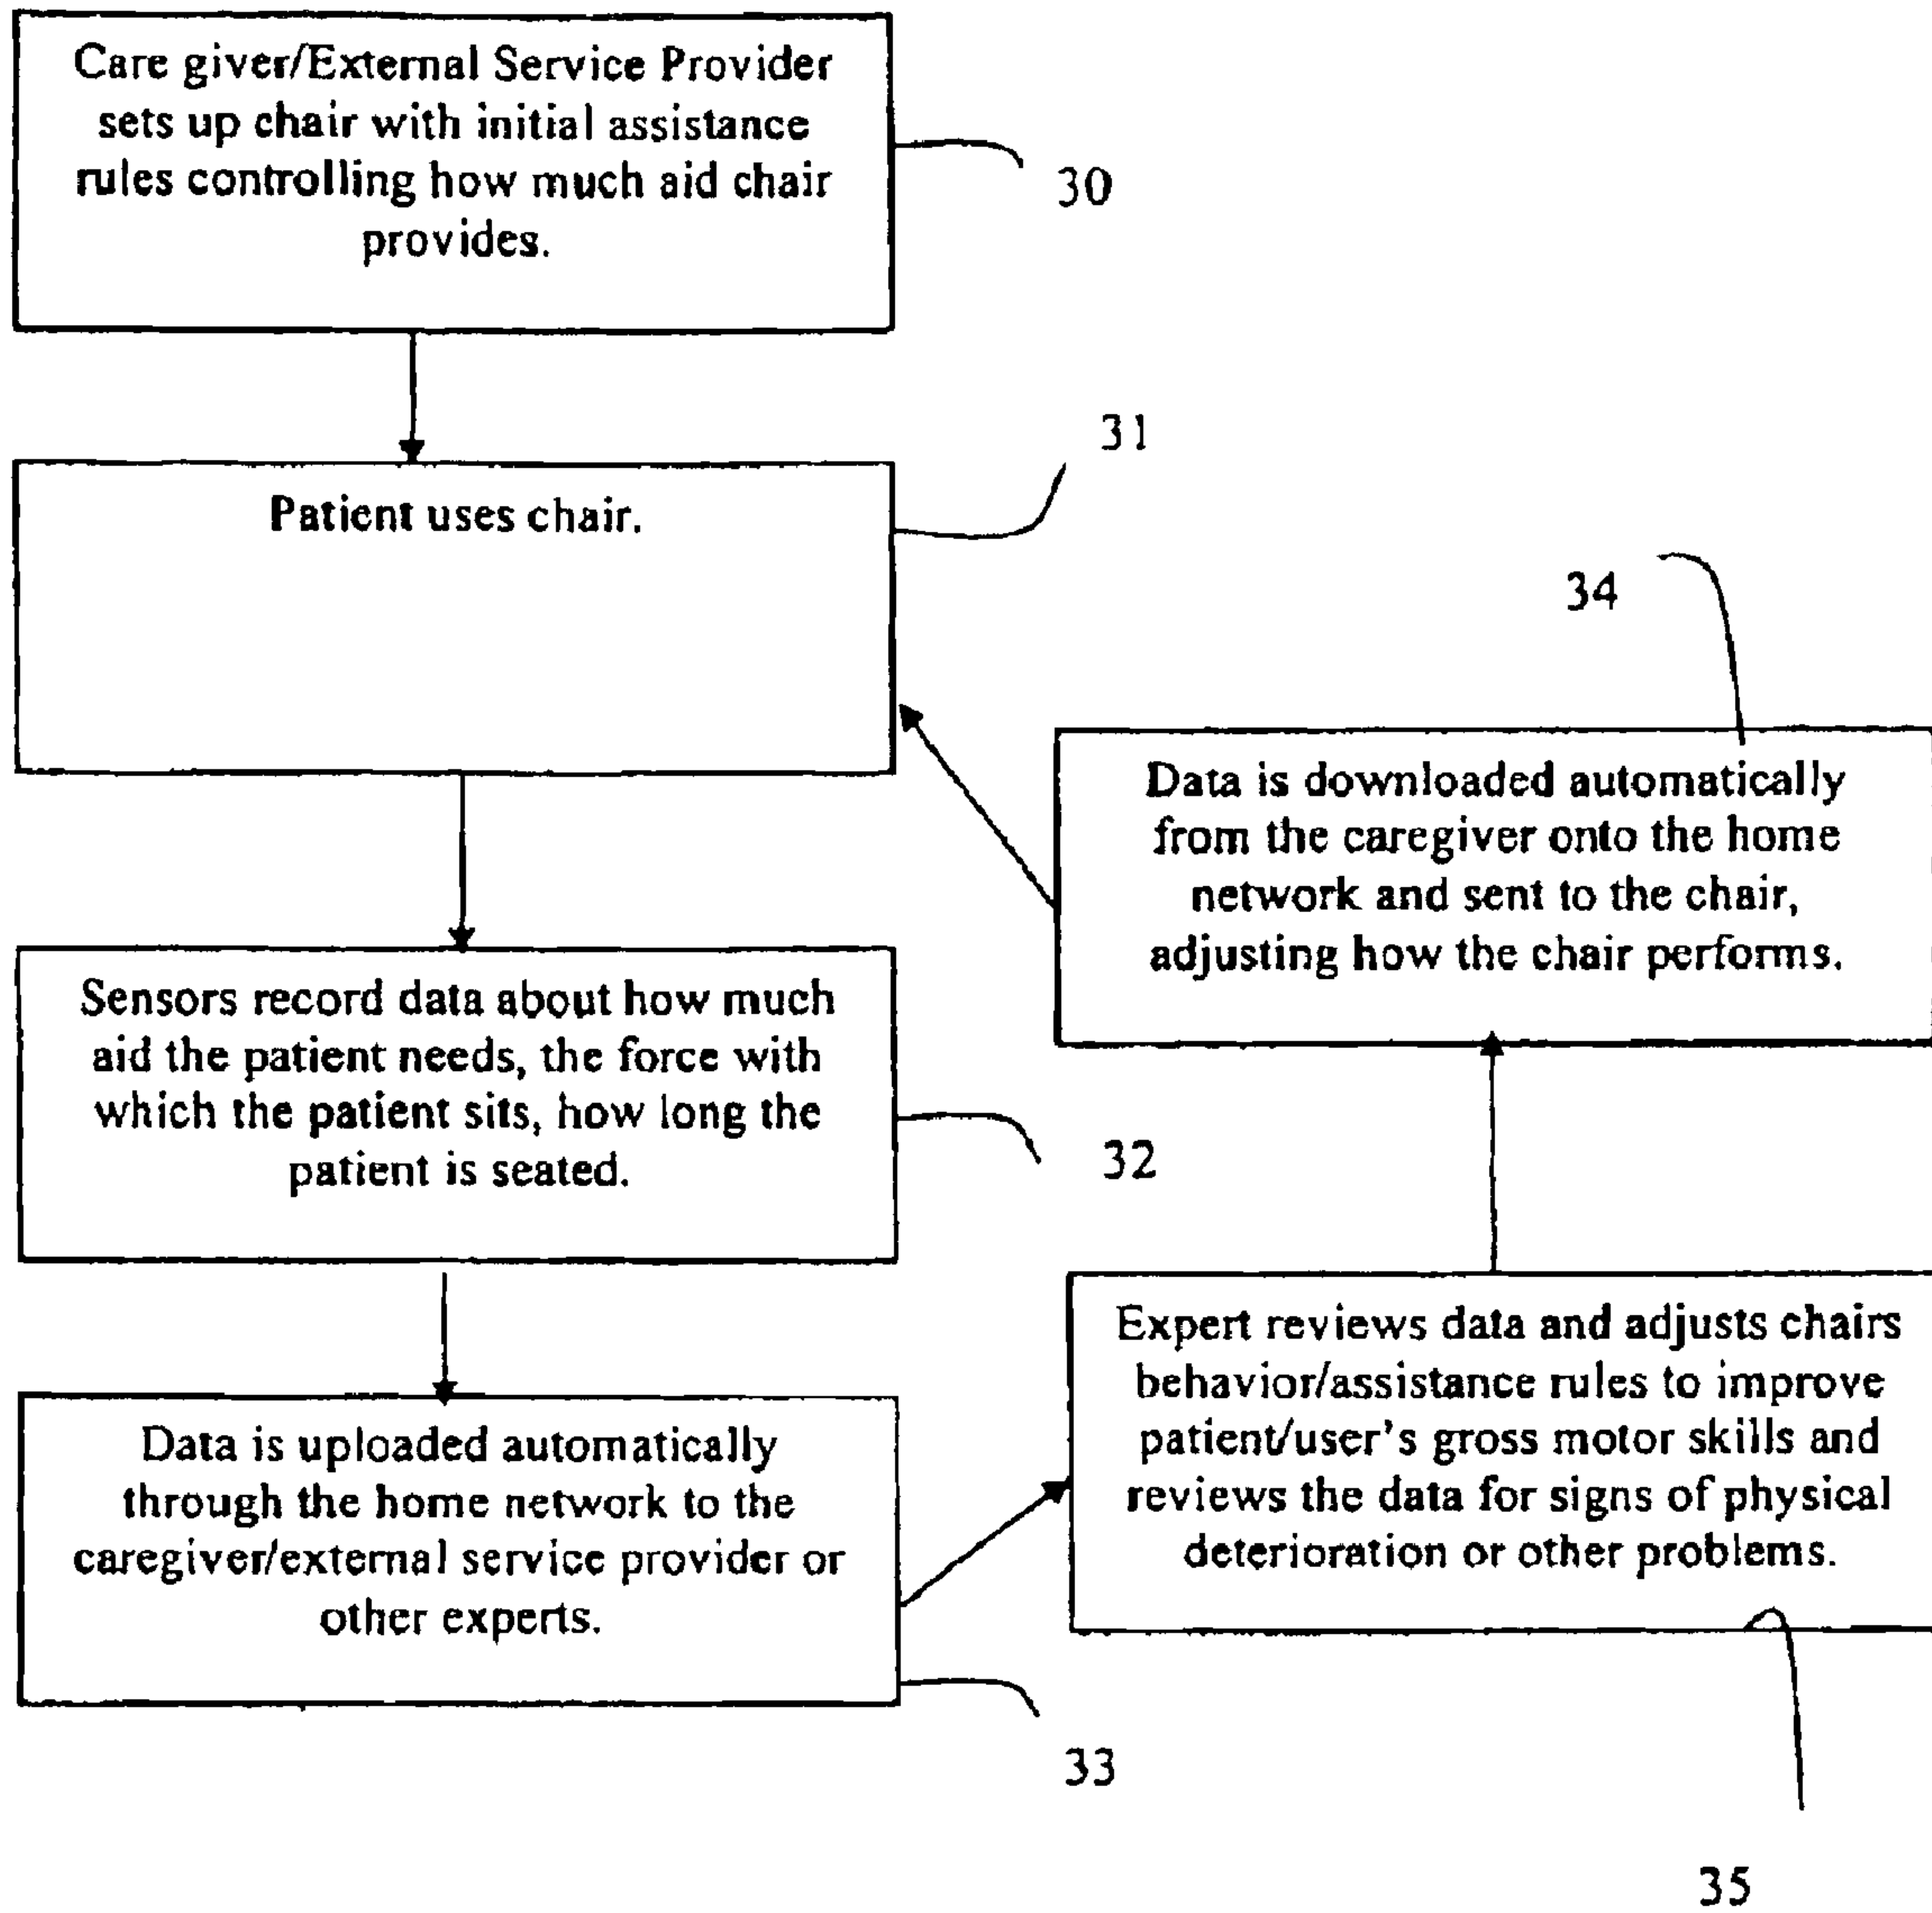 Care giver/External Service Provider
sets up chair with initial assistance
rules controlling how much aid chair
provides.
30
31
Patient uses chair.
34
Data is downloaded automatically
from the caregiver onto the home
network and sent to the chair,
adjusting how the chair performs.
Sensors record data about how much
aid the patient needs, the force with
which the patient sits, how long the
patient is seated.
32
Expert reviews data and adjusts chairs
behavior/assistance rules to improve
patient/user's gross motor skills and
reviews the data for signs of physical
deterioration or other problems.
Data is uploaded automatically
through the home network to the
caregiver/external service provider or
other experts.
33
35